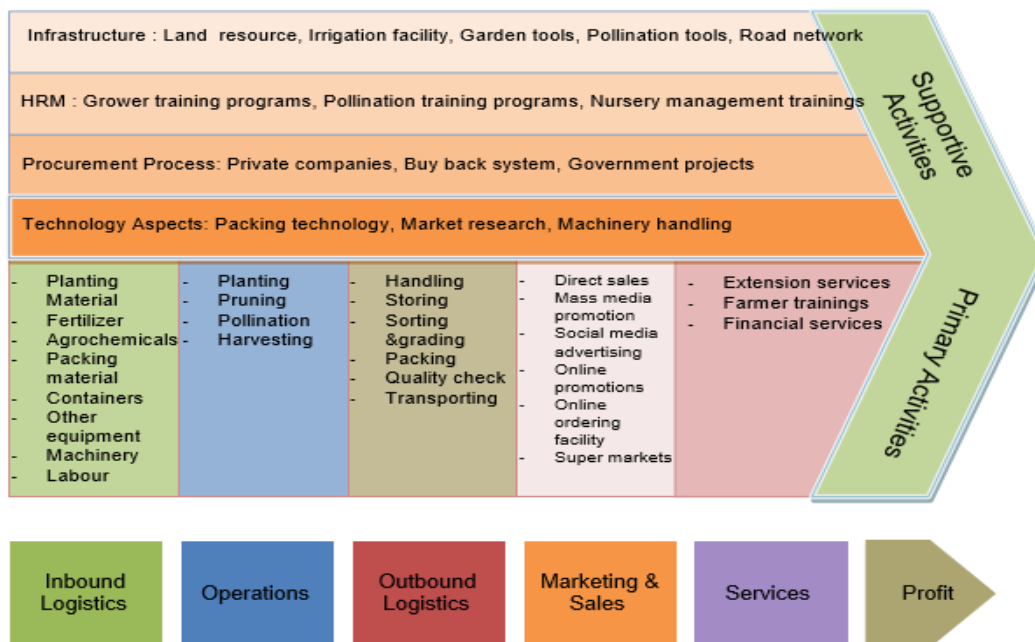 Infrastructure : Land resource, Irrigation facility, Garden tools, Pollination tools, Road network
HRM : Grower training programs, Pollination training programs, Nursery management trainings
Procurement Process: Private companies, Buy back system, Government projects
Technology Aspects: Packing technology, Market research, Machinery handling
Supportive
Activities
- Planting
Material
- Fertilizer
- Agrochemicals
- Packing
material
- Containers
- Other
equipment
- Machinery
- Labour
- Planting
- Pruning
- Pollination
- Harvesting
- Handling
- Storing
- Sorting
&grading
- Packing
- Quality check
- Transporting
- Direct sales
- Mass media
promotion
- Social media
advertising
- Online
promotions
- Online
ordering
facility
- Super markets
- Extension services
- Farmer trainings
- Financial services
Primary Activities
Inbound
Logistics
Operations
Outbound
Logistics
Marketing &
Sales
Services
Profit